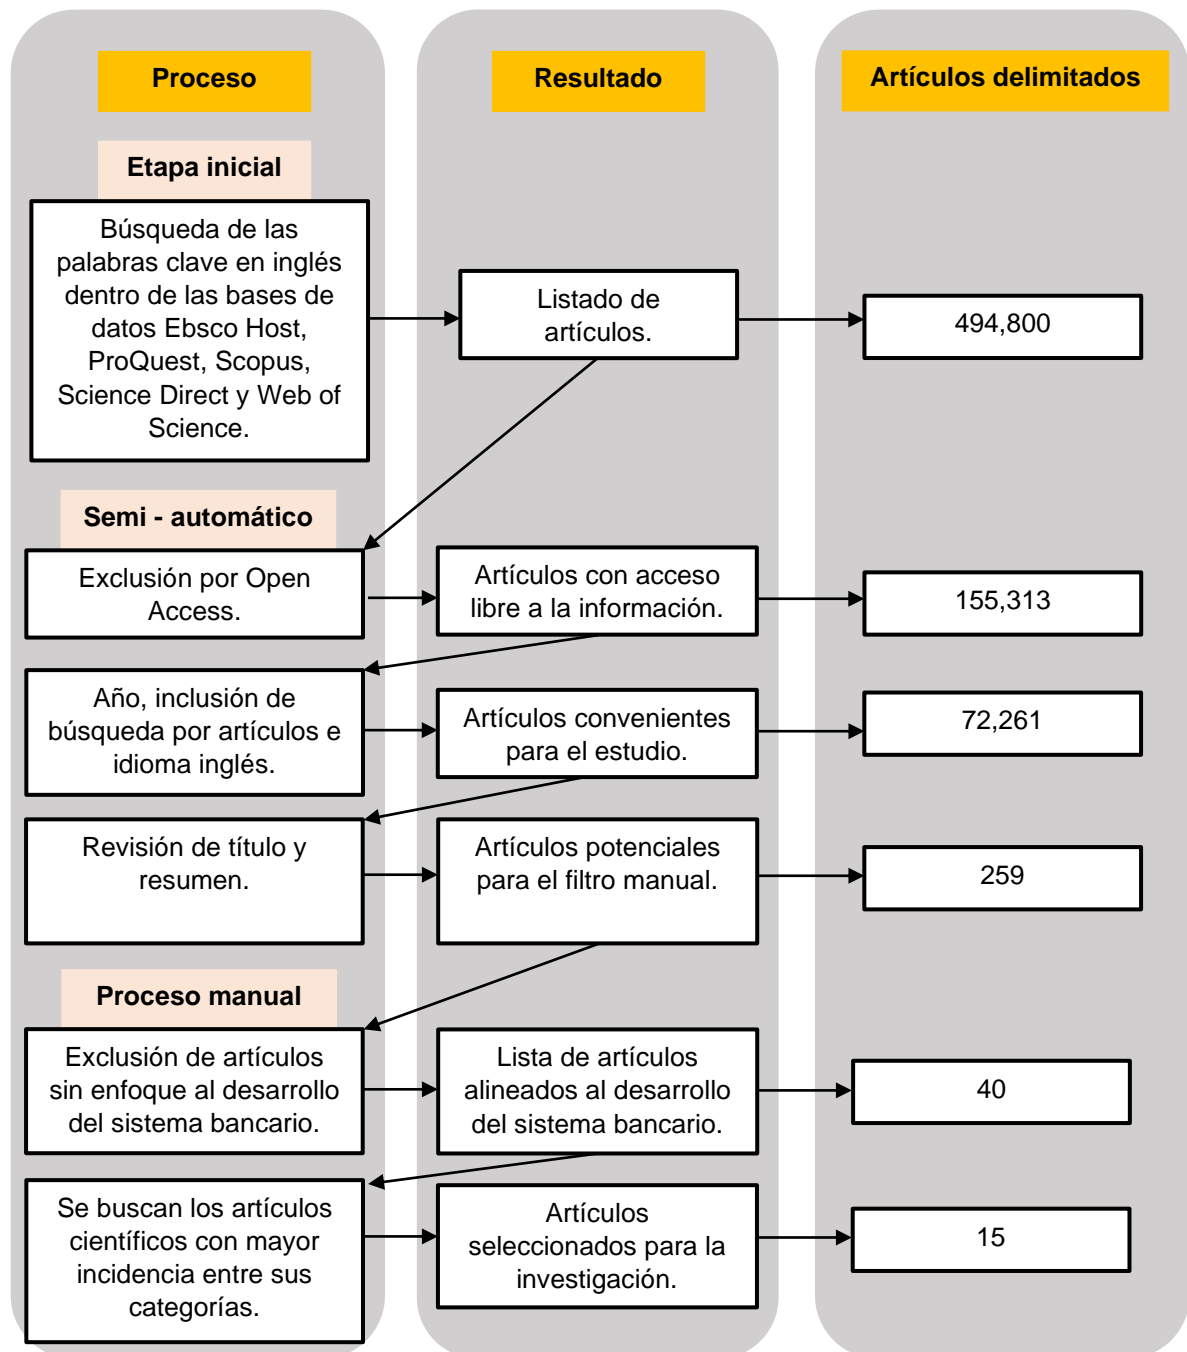 Proceso
Resultado
Artículos delimitados
Etapa inicial
Búsqueda de las
palabras clave en inglés
dentro de las bases de
datos Ebsco Host,
ProQuest, Scopus,
Science Direct y Web of
Science.
Listado de
artículos.
494,800
Semi - automático
Exclusión por Open
Access.
Artículos con acceso
libre a la información.
155,313
Año, inclusión de
búsqueda por artículos e
idioma inglés.
Artículos convenientes
para el estudio.
72,261
Revisión de título y
resumen.
Artículos potenciales
para el filtro manual.
259
Proceso manual
Exclusión de artículos
sin enfoque al desarrollo
del sistema bancario.
Lista de artículos
alineados al desarrollo
del sistema bancario.
40
Se buscan los artículos
científicos con mayor
incidencia entre sus
categorías.
Artículos
seleccionados para la
investigación.
15